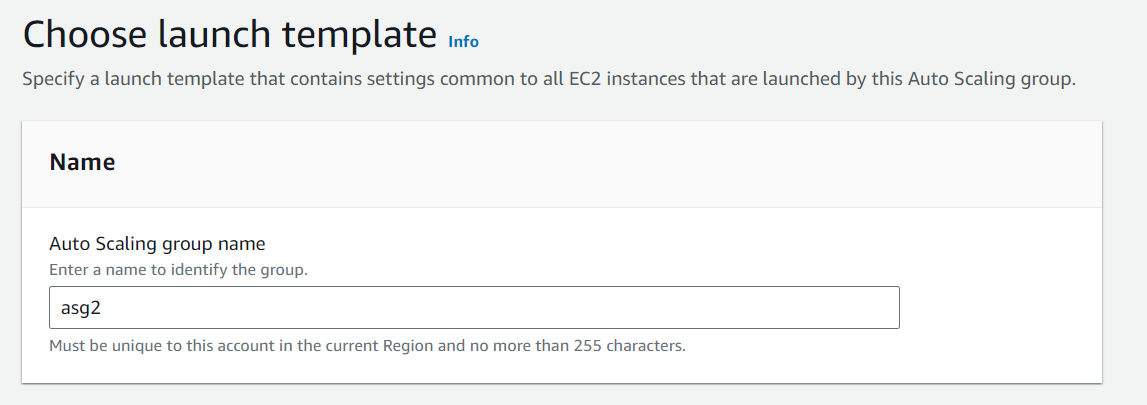 Choose launch template Info
Specify a launch template that contains settings common to all EC2 instances that are launched by this Auto Scaling group.
Name
Auto Scaling group name
Enter a name to identify the group.
asg2
Must be unique to this account in the current Region and no more than 255 characters.